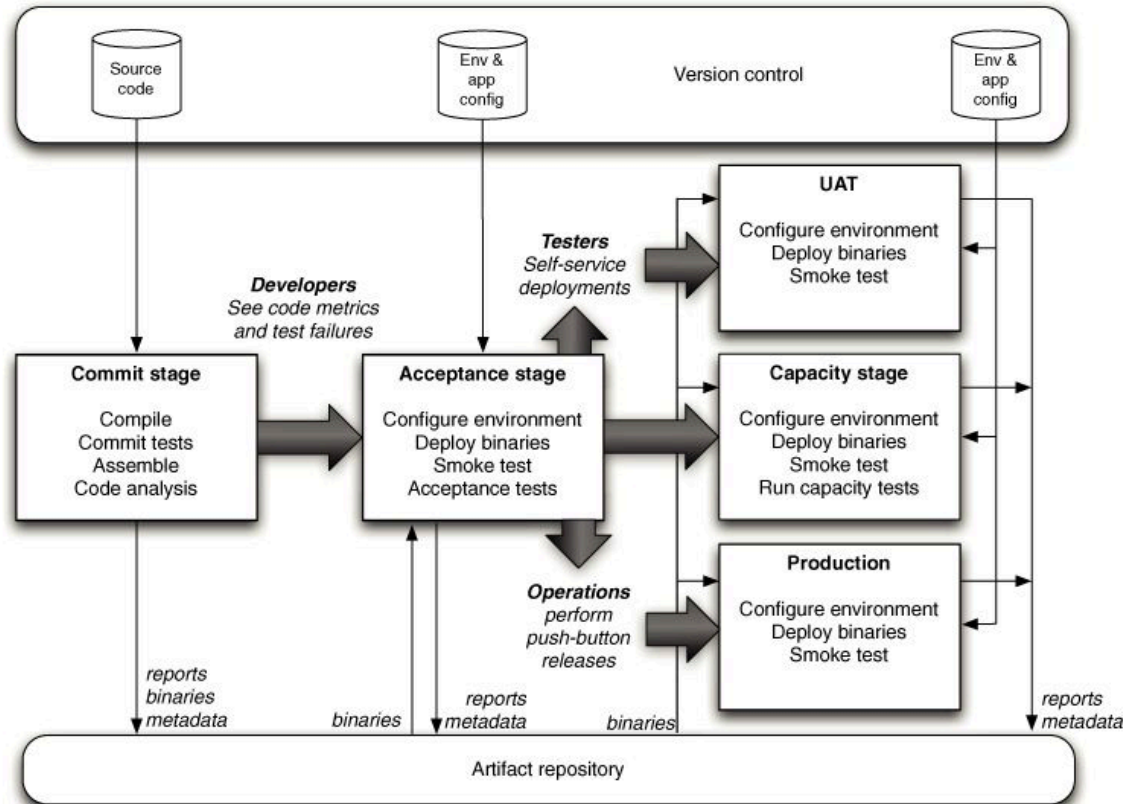 Source
code
Env &
app
config
Version control
Env &
app
config
UAT
Configure environment
Deploy binaries
Smoke test
Testers
Self-service
deployments
Developers
See code metrics
and test failures
Commit stage
Compile
Commit tests
Assemble
Code analysis
Acceptance stage
Configure environment
Deploy binaries
Smoke test
Acceptance tests
Capacity stage
Configure environment
Deploy binaries
Smoke test
Run capacity tests
Operations
perform
push-button
releases
Production
Configure environment
Deploy binaries
Smoke test
reports
binaries
metadata
binaries
reports
metadata
binaries
reports
metadata
Artifact repository